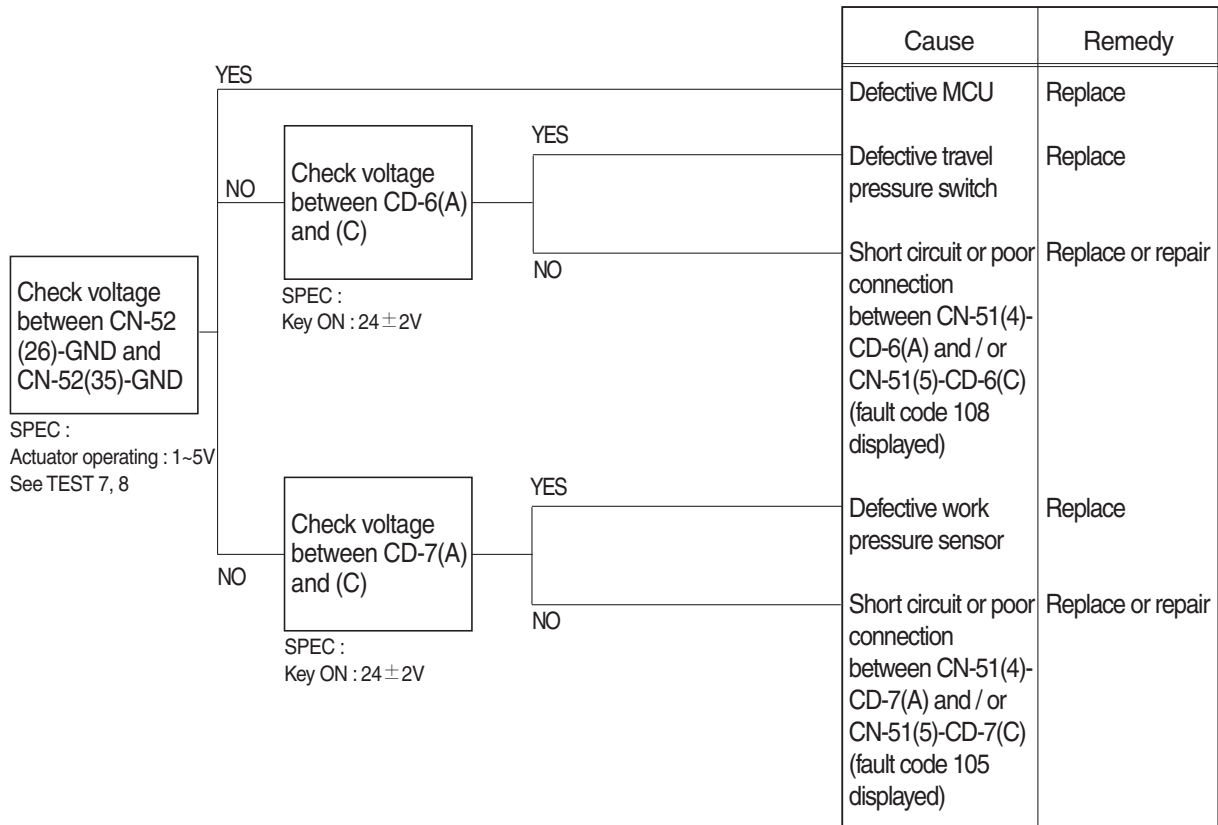 Cause
Remedy
YES
Defective MCU
Replace
YES
Defective travel
pressure switch
Replace
NO
Check voltage
between CD-6(A)
and (C)
NO
SPEC :
Key ON : 24±2V
Short circuit or poor
connection
between CN-51(4)-
CD-6(A) and / or
CN-51(5)-CD-6(C)
(fault code 108
displayed)
Replace or repair
Check voltage
between CN-52
(26)-GND and
CN-52(35)-GND
SPEC :
Actuator operating : 1~5V
See TEST 7, 8
YES
Defective work
pressure sensor
Replace
NO
Check voltage
between CD-7(A)
and (C)
NO
SPEC :
Key ON : 24±2V
Short circuit or poor
connection
between CN-51(4)-
CD-7(A) and / or
CN-51(5)-CD-7(C)
(fault code 105
displayed)
Replace or repair